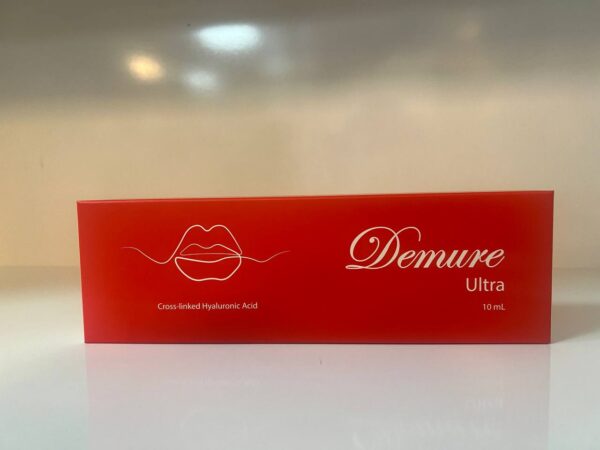 Demure
Ultra
10 mL
Cross-linked Hyaluronic Acid